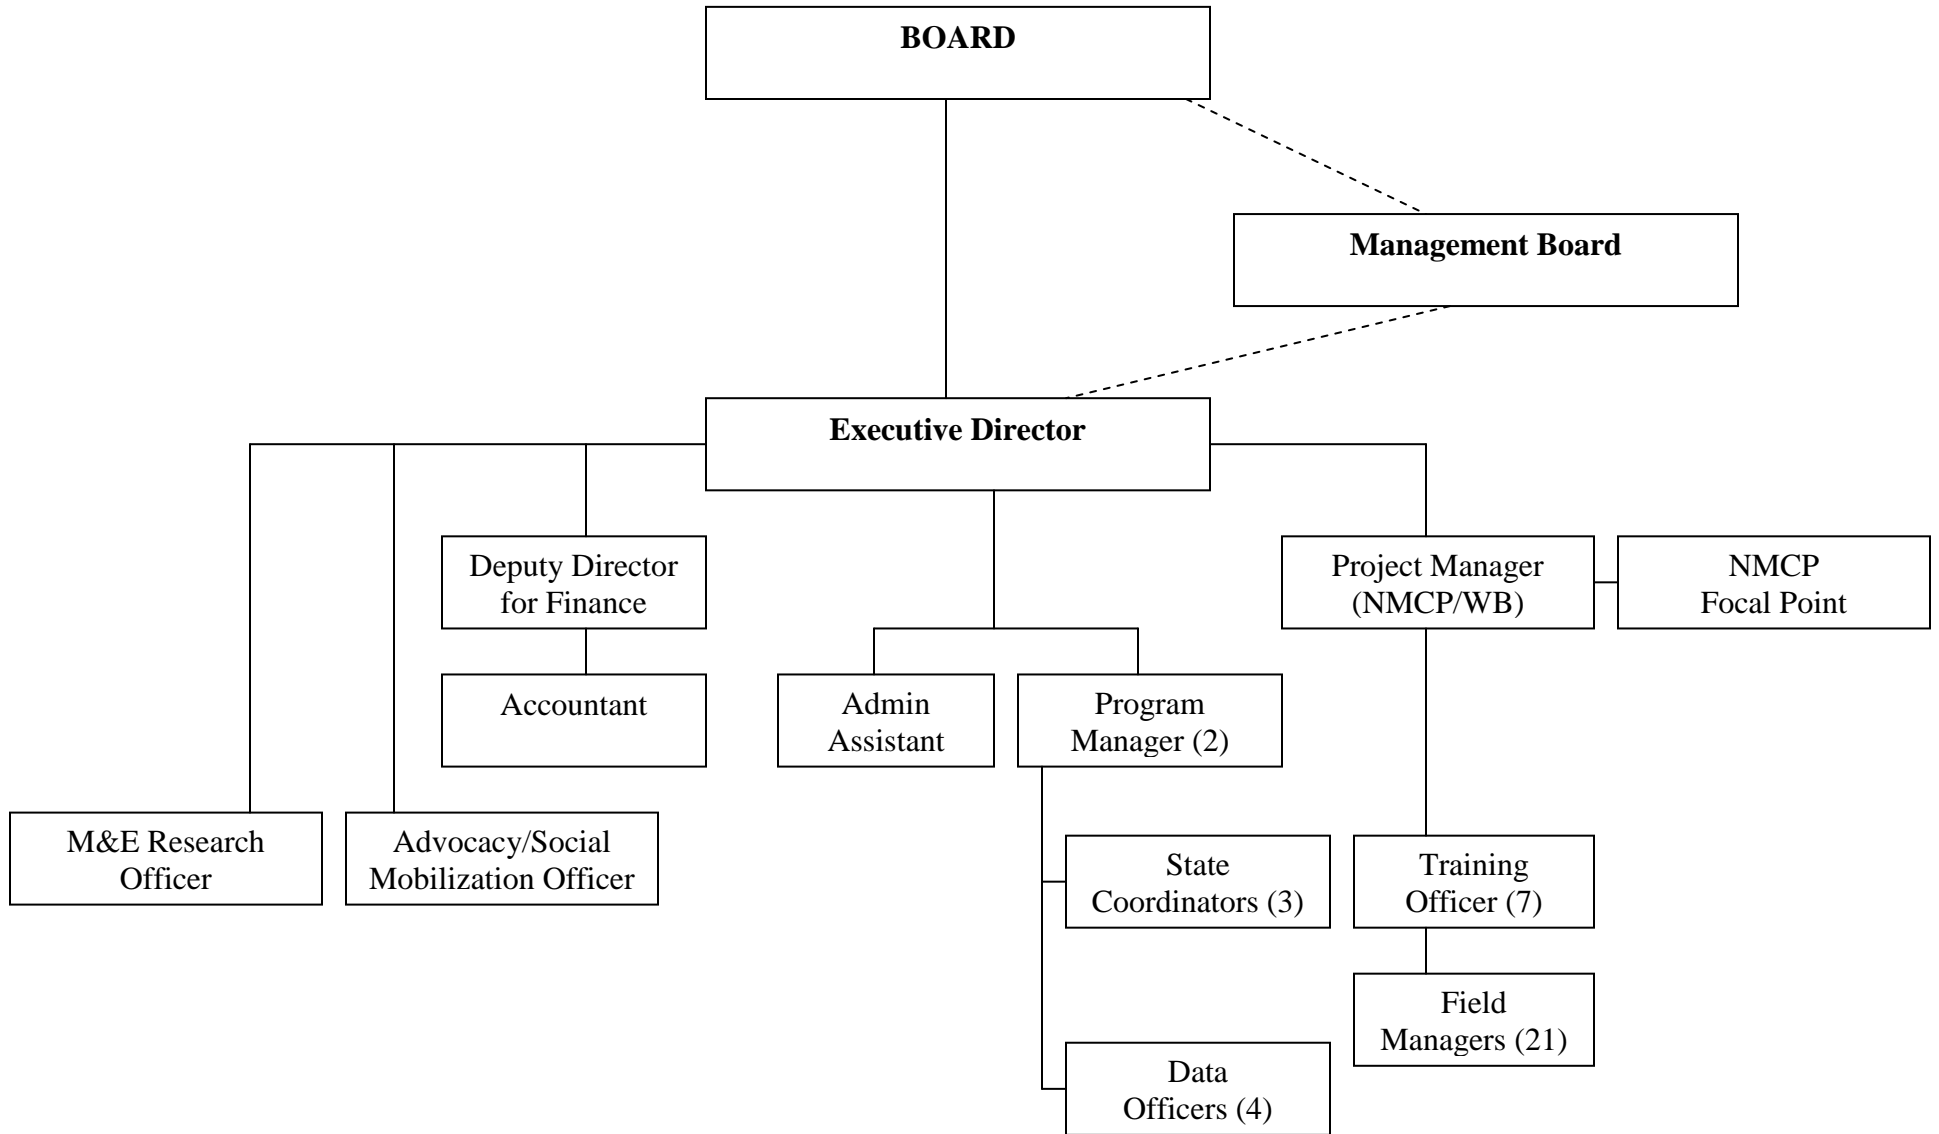 BOARD
Management Board
Executive Director
Deputy Director
for Finance
Project Manager
(NMCP/WB)
NMCP
Focal Point
Accountant
Admin
Assistant
Program
Manager (2)
M&E Research
Officer
Advocacy/Social
Mobilization Officer
State
Coordinators (3)
Training
Officer (7)
Field
Managers (21)
Data
Officers (4)